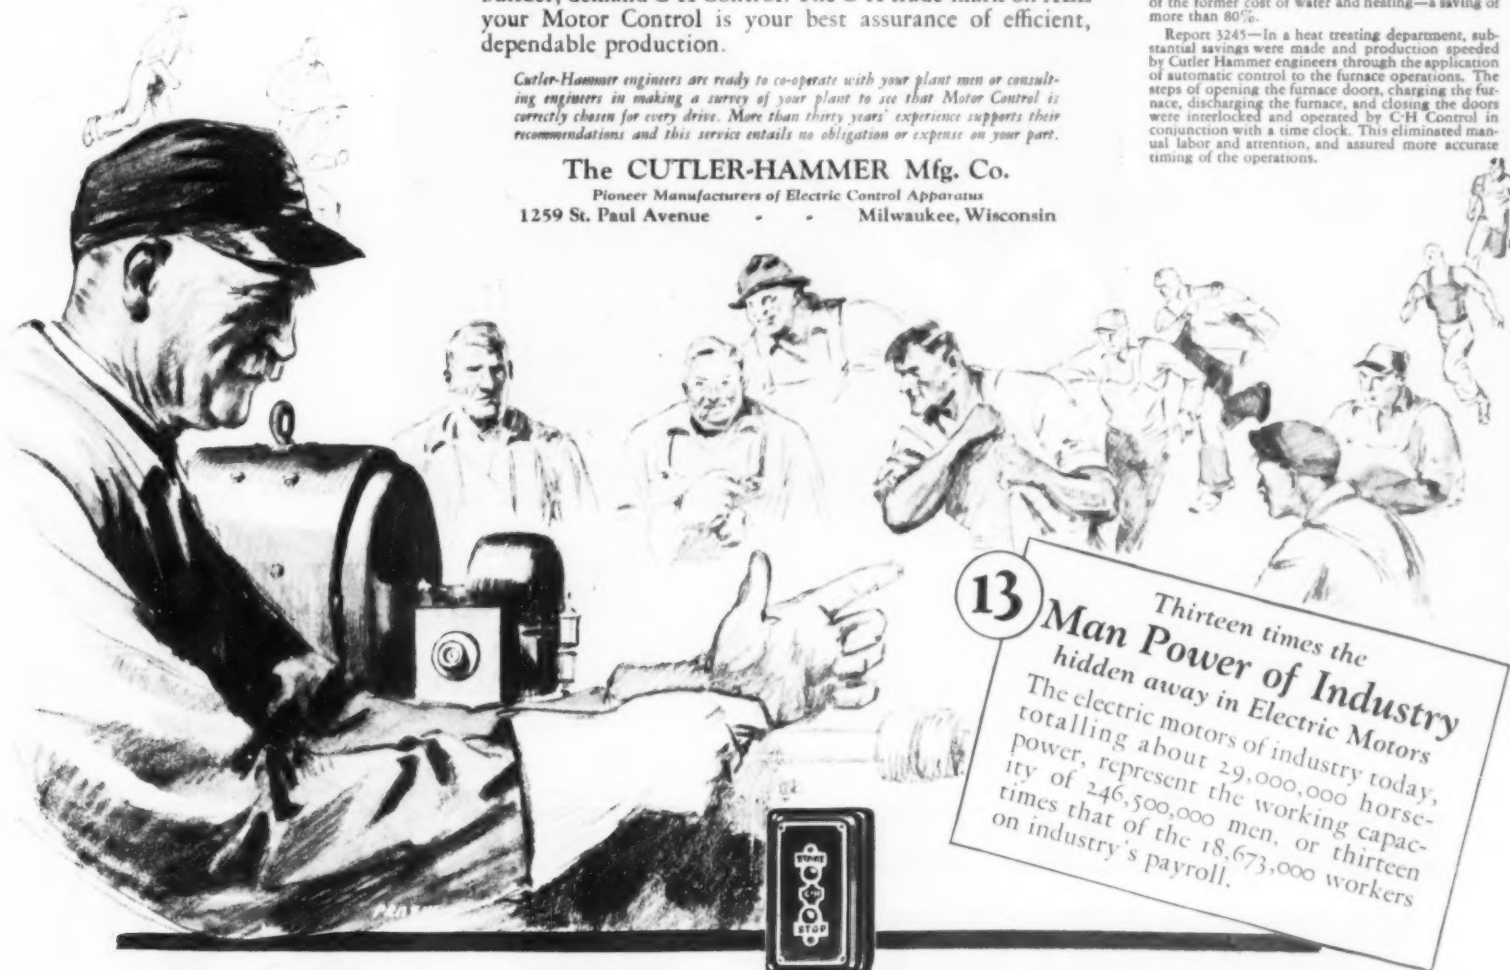 your Motor Control is your best assurance of efficient,
dependable production.
Cutler-Hammer engineers are ready to co-operate with your plant men or consult-
ing engineers in making a survey of your plant to see that Motor Control is
correctly chosen for every drive. More than thirty years' experience supports their
recommendations and this service entails no obligation or expense on your part.
The CUTLER-HAMMER Mfg. Co.
Pioneer Manufacturers of Electric Control Apparatus
1259 St. Paul Avenue - - Milwaukee, Wisconsin
of the former cost of water and heating—a saving of
more than 80%.
Report 3245—In a heat treating department, sub-
stantial savings were made and production speeded
by Cutler Hammer engineers through the application
of automatic control to the furnace operations. The
steps of opening the furnace doors, charging the fur-
nace, discharging the furnace, and closing the doors
were interlocked and operated by C-H Control in
conjunction with a time clock. This eliminated man-
ual labor and attention, and assured more accurate
timing of the operations.
13
Thirteen times the
Man Power of Industry
hidden away in Electric Motors
The electric motors of industry today,
totalling about 29,000,000 horse-
power, represent the working capac-
ity of 246,500,000 men, or thirteen
times that of the 18,673,000 workers
on industry's payroll.
START
C-H
STOP